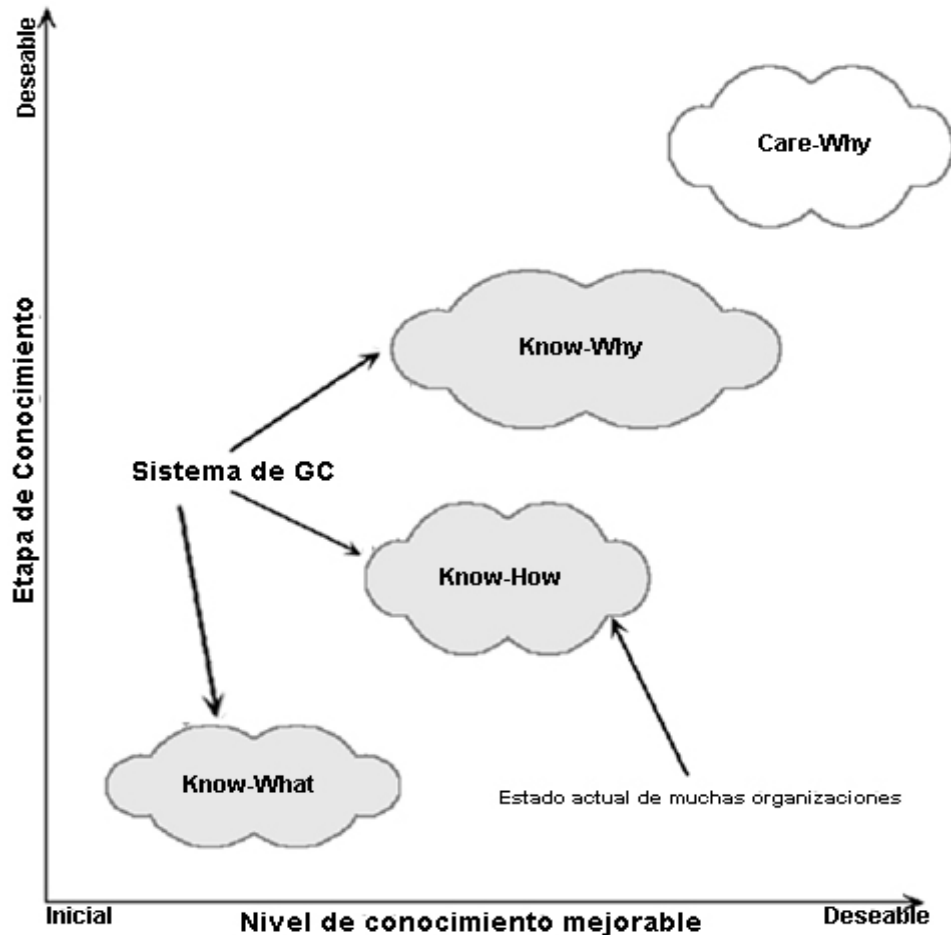 Deseable
Care-Why
Know-Why
Etapa de Conocimiento
Sistema de GC
Know-How
Know-What
Estado actual de muchas organizaciones
Inicial
Nivel de conocimiento mejorable
Deseable